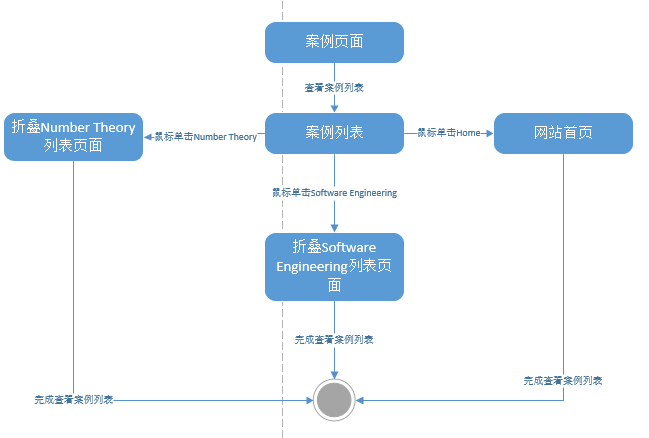 案例页面
查看案例列表
折叠Number Theory
列表页面
鼠标单击Number Theory
案例列表
鼠标单击Home
网站首页
鼠标单击Software Engineering
折叠Software
Engineering列表页
面
完成查看案例列表
完成查看案例列表
完成查看案例列表